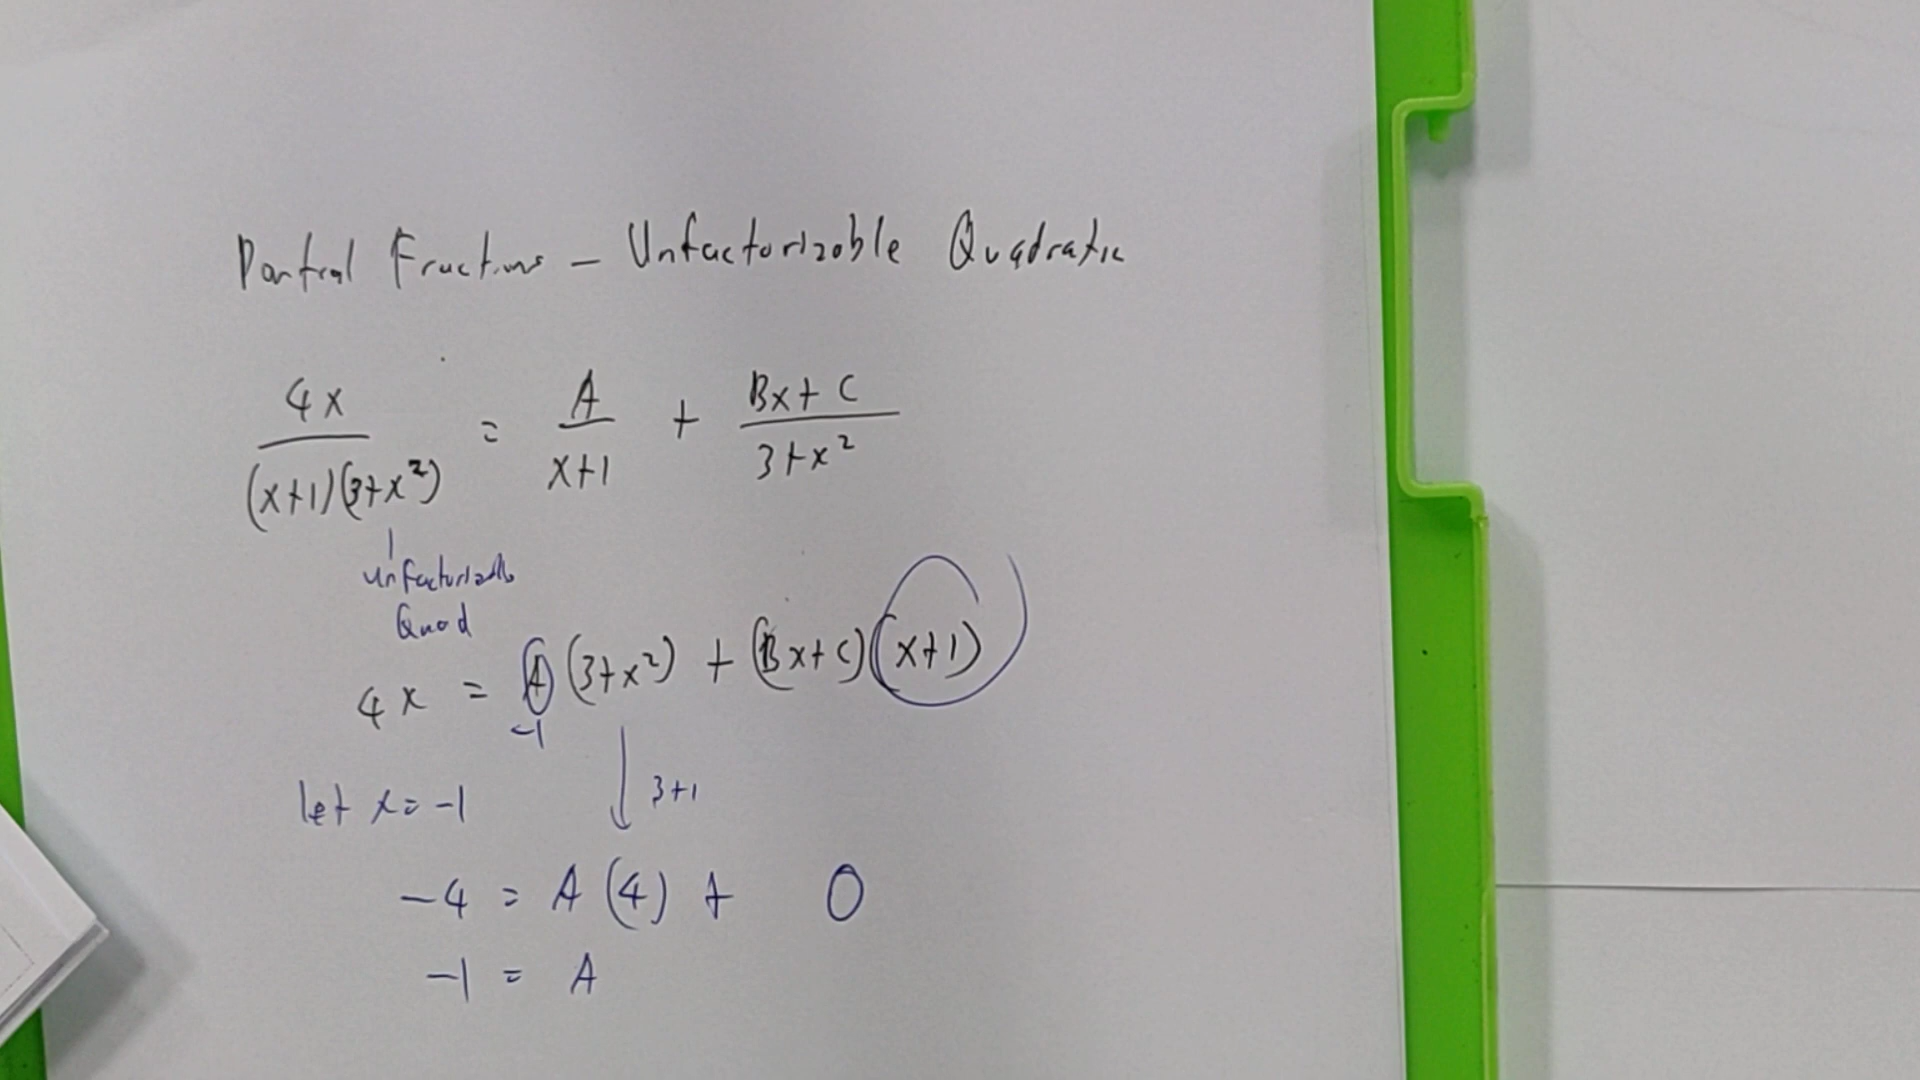 Partial Fractions - Unfactorizable Quadratic
4x / (x+1)(3+x²) = A / x+1 + Bx+C / 3+x²
unfactorizable
Quad
4x = A(3+x²) + (Bx+C)(x+1)
-1
let x=-1
3+1
-4 = A(4) + 0
-1 = A